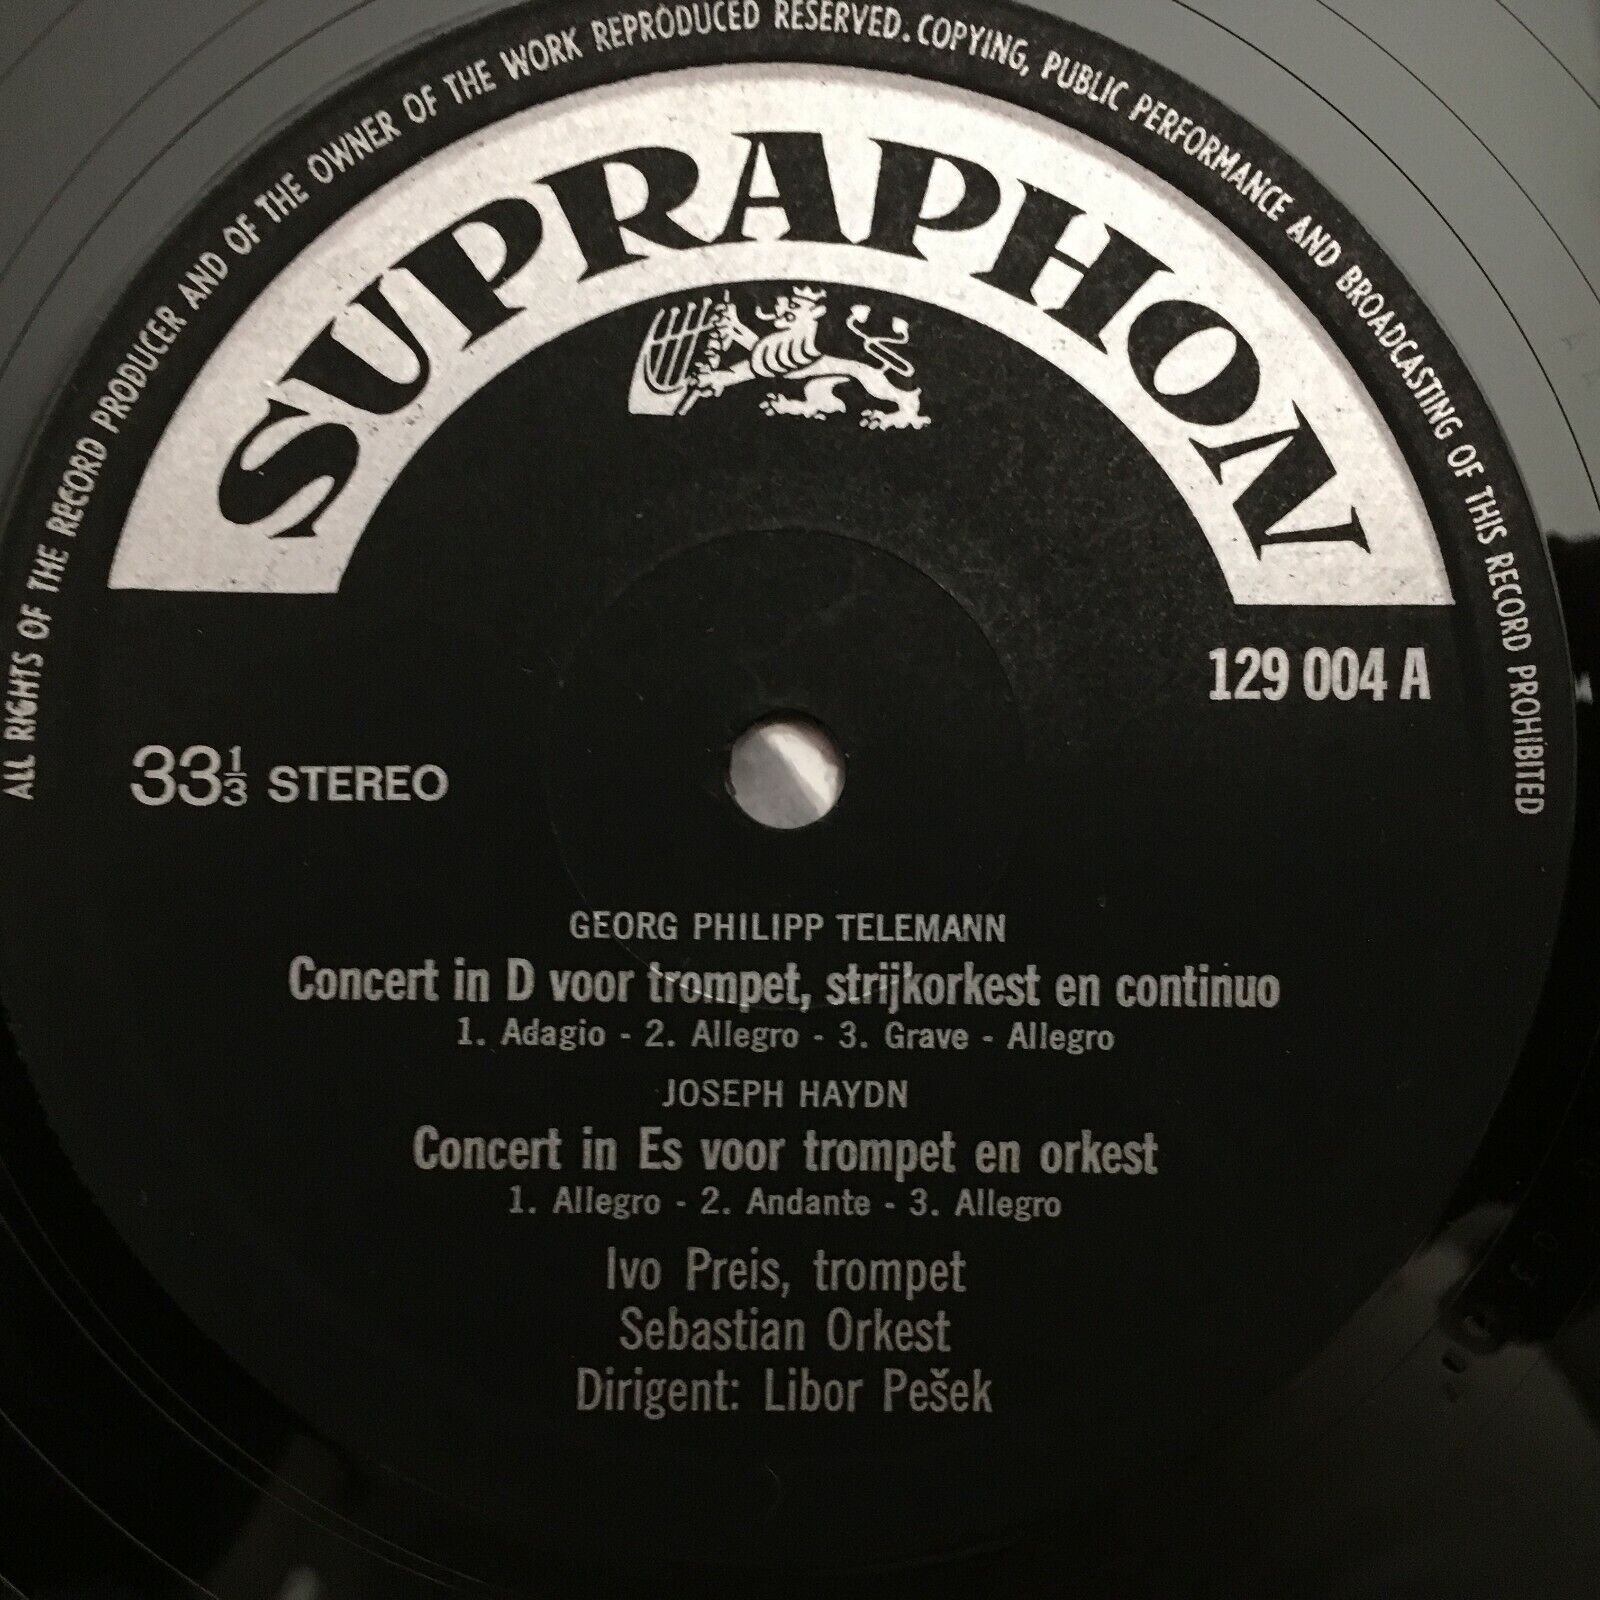 ALL RIGHTS OF THE RECORD PRODUCER AND OF THE OWNER OF THE WORK REPRODUCED RESERVED. COPYING, PUBLIC PERFORMANCE AND BROADCASTING OF THIS RECORD PROHIBITED
SUPRAPHON
129 004 A
33 1/3 STEREO
GEORG PHILIPP TELEMANN
Concert in D voor trompet, strijkorkest en continuo
1. Adagio - 2. Allegro - 3. Grave - Allegro
JOSEPH HAYDN
Concert in Es voor trompet en orkest
1. Allegro - 2. Andante - 3. Allegro
Ivo Preis, trompet
Sebastian Orkest
Dirigent: Libor Pešek